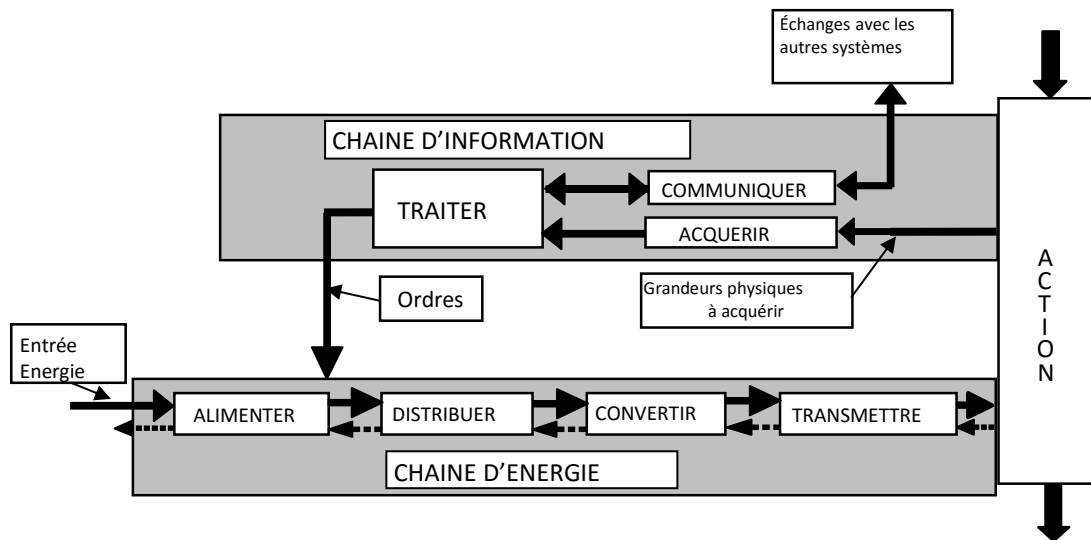 Échanges avec les
autres systèmes
CHAINE D’INFORMATION
TRAITER
COMMUNIQUER
ACQUERIR
Ordres
Grandeurs physiques
à acquérir
A
C
T
I
O
N
Entrée
Energie
ALIMENTER
DISTRIBUER
CONVERTIR
TRANSMETTRE
CHAINE D’ENERGIE